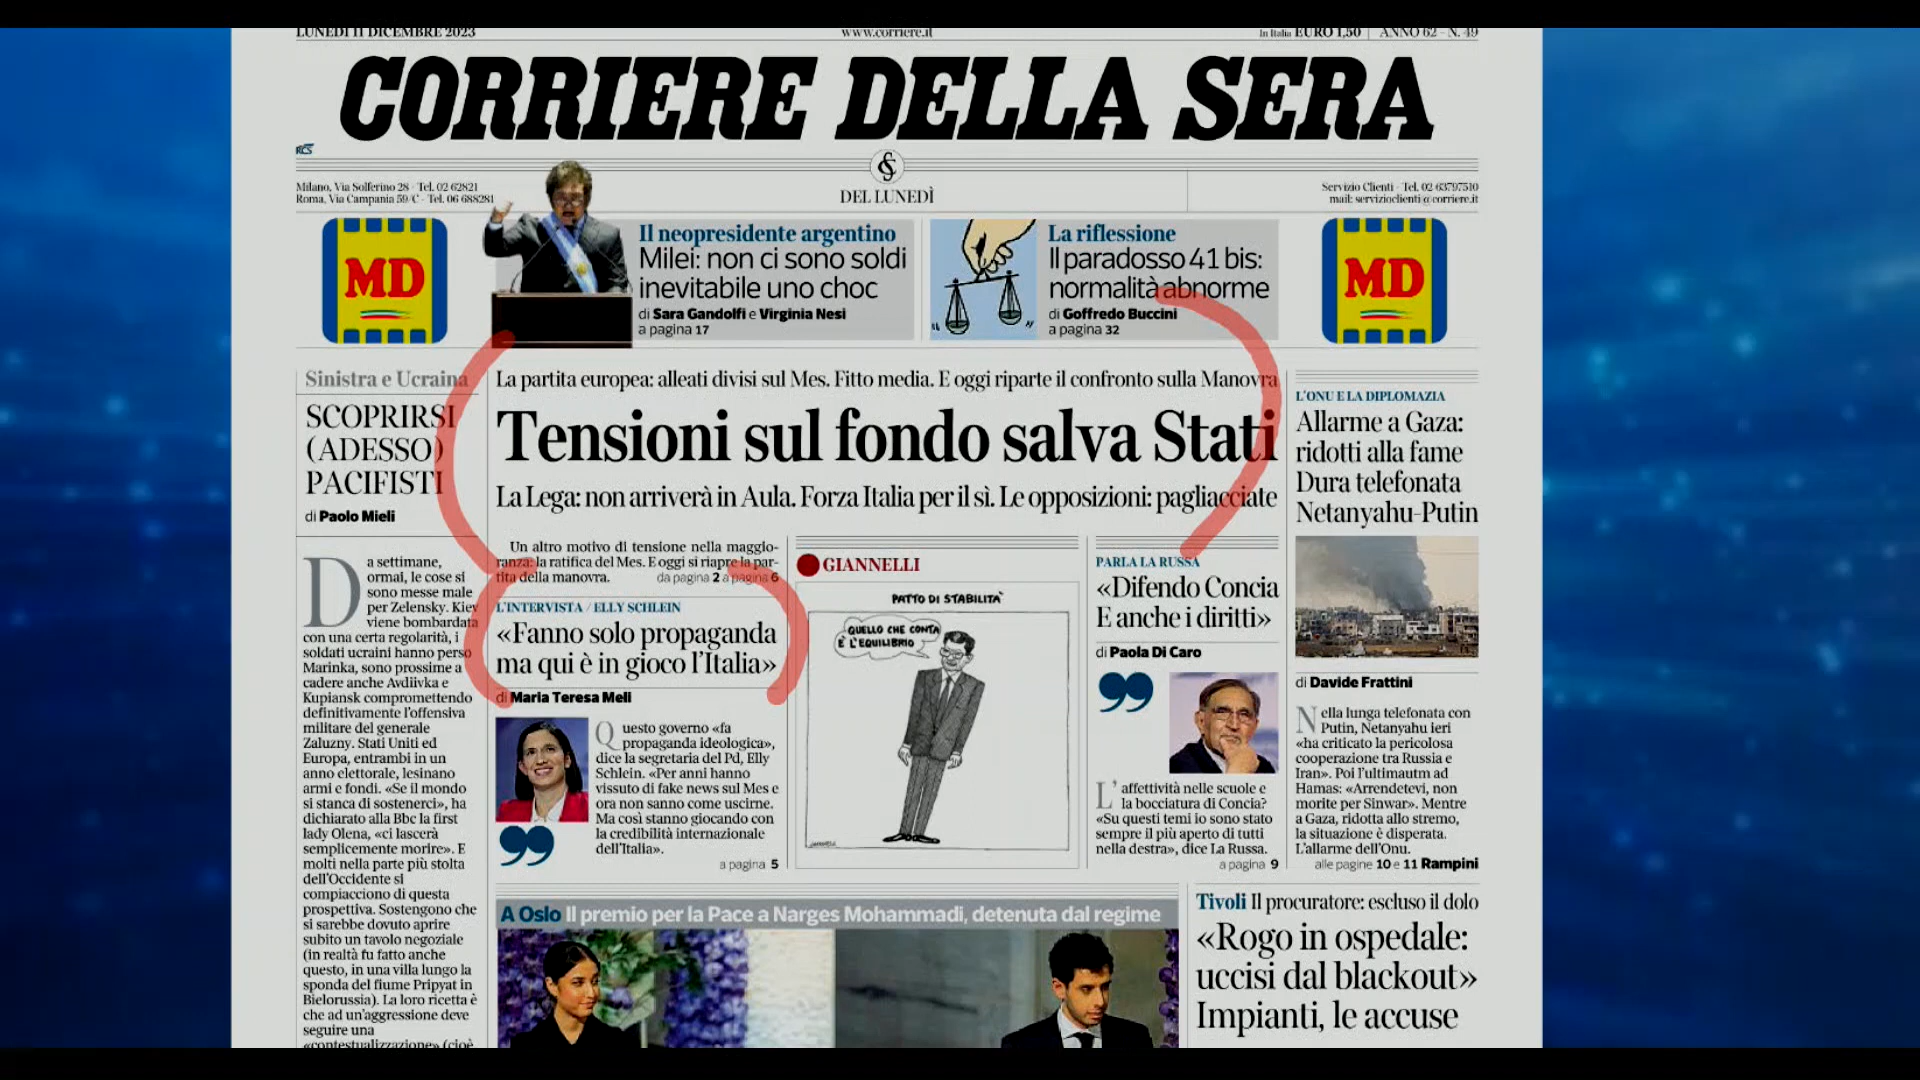 LUNEDÌ 11 DICEMBRE 2023
www.corriere.it
In Italia EURO 1,50 | ANNO 62 - N. 49
CORRIERE DELLA SERA
RCS
Milano, Via Solferino 28 - Tel. 02 62821
Roma, Via Campania 59/C - Tel. 06 688281
DEL LUNEDÌ
Servizio Clienti - Tel. 02 63797510
mail: servizioclienti@corriere.it
MD
Il neopresidente argentino
Milei: non ci sono soldi
inevitabile uno choc
di Sara Gandolfi e Virginia Nesi
a pagina 17
La riflessione
Il paradosso 41 bis:
normalità abnorme
di Goffredo Buccini
a pagina 32
MD
Sinistra e Ucraina
SCOPRIRSI
(ADESSO)
PACIFISTI
di Paolo Mieli
Da settimane,
ormai, le cose si
sono messe male
per Zelensky. Kiev
viene bombardata
con una certa regolarità, i
soldati ucraini hanno perso
Marinka, sono prossime a
cadere anche Avdiivka e
Kupiansk compromettendo
definitivamente l'offensiva
militare del generale
Zaluzny. Stati Uniti ed
Europa, entrambi in un
anno elettorale, lesinano
armi e fondi. «Se il mondo
si stanca di sostenerci», ha
dichiarato alla Bbc la first
lady Olena, «ci lascerà
semplicemente morire». E
molti nella parte più stolta
dell'Occidente si
compiacciono di questa
prospettiva. Sostengono che
si sarebbe dovuto aprire
subito un tavolo negoziale
(in realtà fu fatto anche
questo, in una villa lungo la
sponda del fiume Pripyat in
Bielorussia). La loro ricetta è
che ad un'aggressione deve
seguire una
«contestualizzazione» (cioè
La partita europea: alleati divisi sul Mes. Fitto media. E oggi riparte il confronto sulla Manovra
Tensioni sul fondo salva Stati
La Lega: non arriverà in Aula. Forza Italia per il sì. Le opposizioni: pagliacciate
Un altro motivo di tensione nella maggio-
ranza: la ratifica del Mes. E oggi si riapre la par-
tita della manovra. da pagina 2 a pagina 6
L'INTERVISTA / ELLY SCHLEIN
«Fanno solo propaganda
ma qui è in gioco l'Italia»
di Maria Teresa Meli
Questo governo «fa
propaganda ideologica»,
dice la segretaria del Pd, Elly
Schlein. «Per anni hanno
vissuto di fake news sul Mes e
ora non sanno come uscirne.
Ma così stanno giocando con
la credibilità internazionale
dell'Italia».
a pagina 5
GIANNELLI
PATTO DI STABILITÀ
QUELLO CHE CONTA
È L'EQUILIBRIO
GIANNELLI
PARLA LA RUSSA
«Difendo Concia
E anche i diritti»
di Paola Di Caro
L'affettività nelle scuole e
la bocciatura di Concia?
«Su questi temi io sono stato
sempre il più aperto di tutti
nella destra», dice La Russa.
a pagina 9
L'ONU E LA DIPLOMAZIA
Allarme a Gaza:
ridotti alla fame
Dura telefonata
Netanyahu-Putin
di Davide Frattini
Nella lunga telefonata con
Putin, Netanyahu ieri
«ha criticato la pericolosa
cooperazione tra Russia e
Iran». Poi l'ultimautm ad
Hamas: «Arrendetevi, non
morite per Sinwar». Mentre
a Gaza, ridotta allo stremo,
la situazione è disperata.
L'allarme dell'Onu.
alle pagine 10 e 11 Rampini
A Oslo Il premio per la Pace a Narges Mohammadi, detenuta dal regime
Tivoli Il procuratore: escluso il dolo
«Rogo in ospedale:
uccisi dal blackout»
Impianti, le accuse